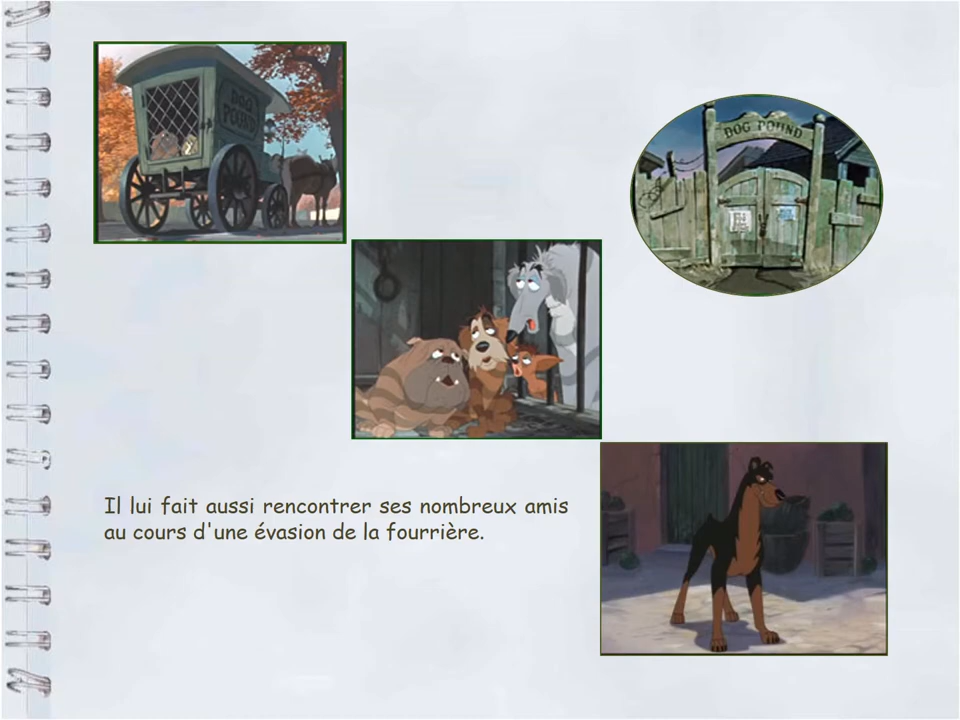 DOG
POUND
DOG POUND
Il lui fait aussi rencontrer ses nombreux amis
au cours d'une évasion de la fourrière.